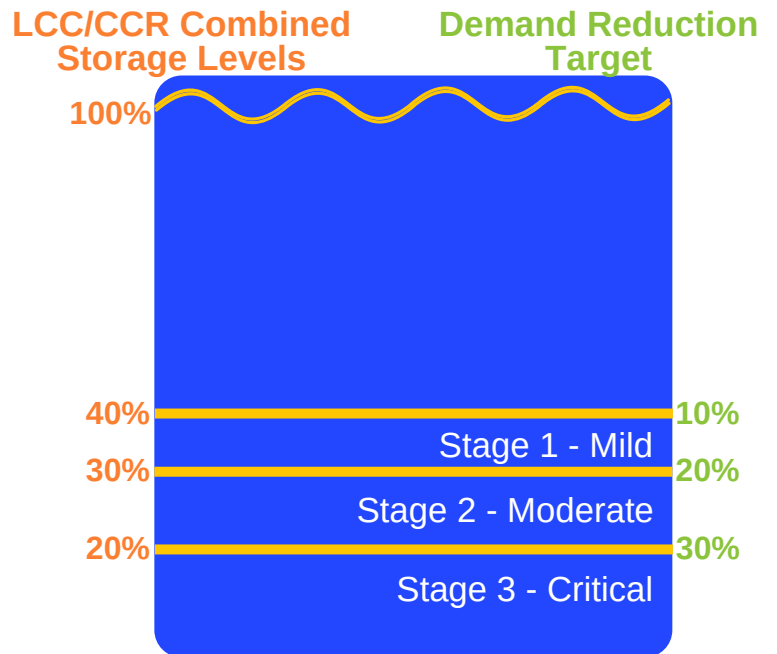 LCC/CCR Combined
Storage Levels
Demand Reduction
Target
100%
40%
10%
Stage 1 - Mild
30%
20%
Stage 2 - Moderate
20%
30%
Stage 3 - Critical